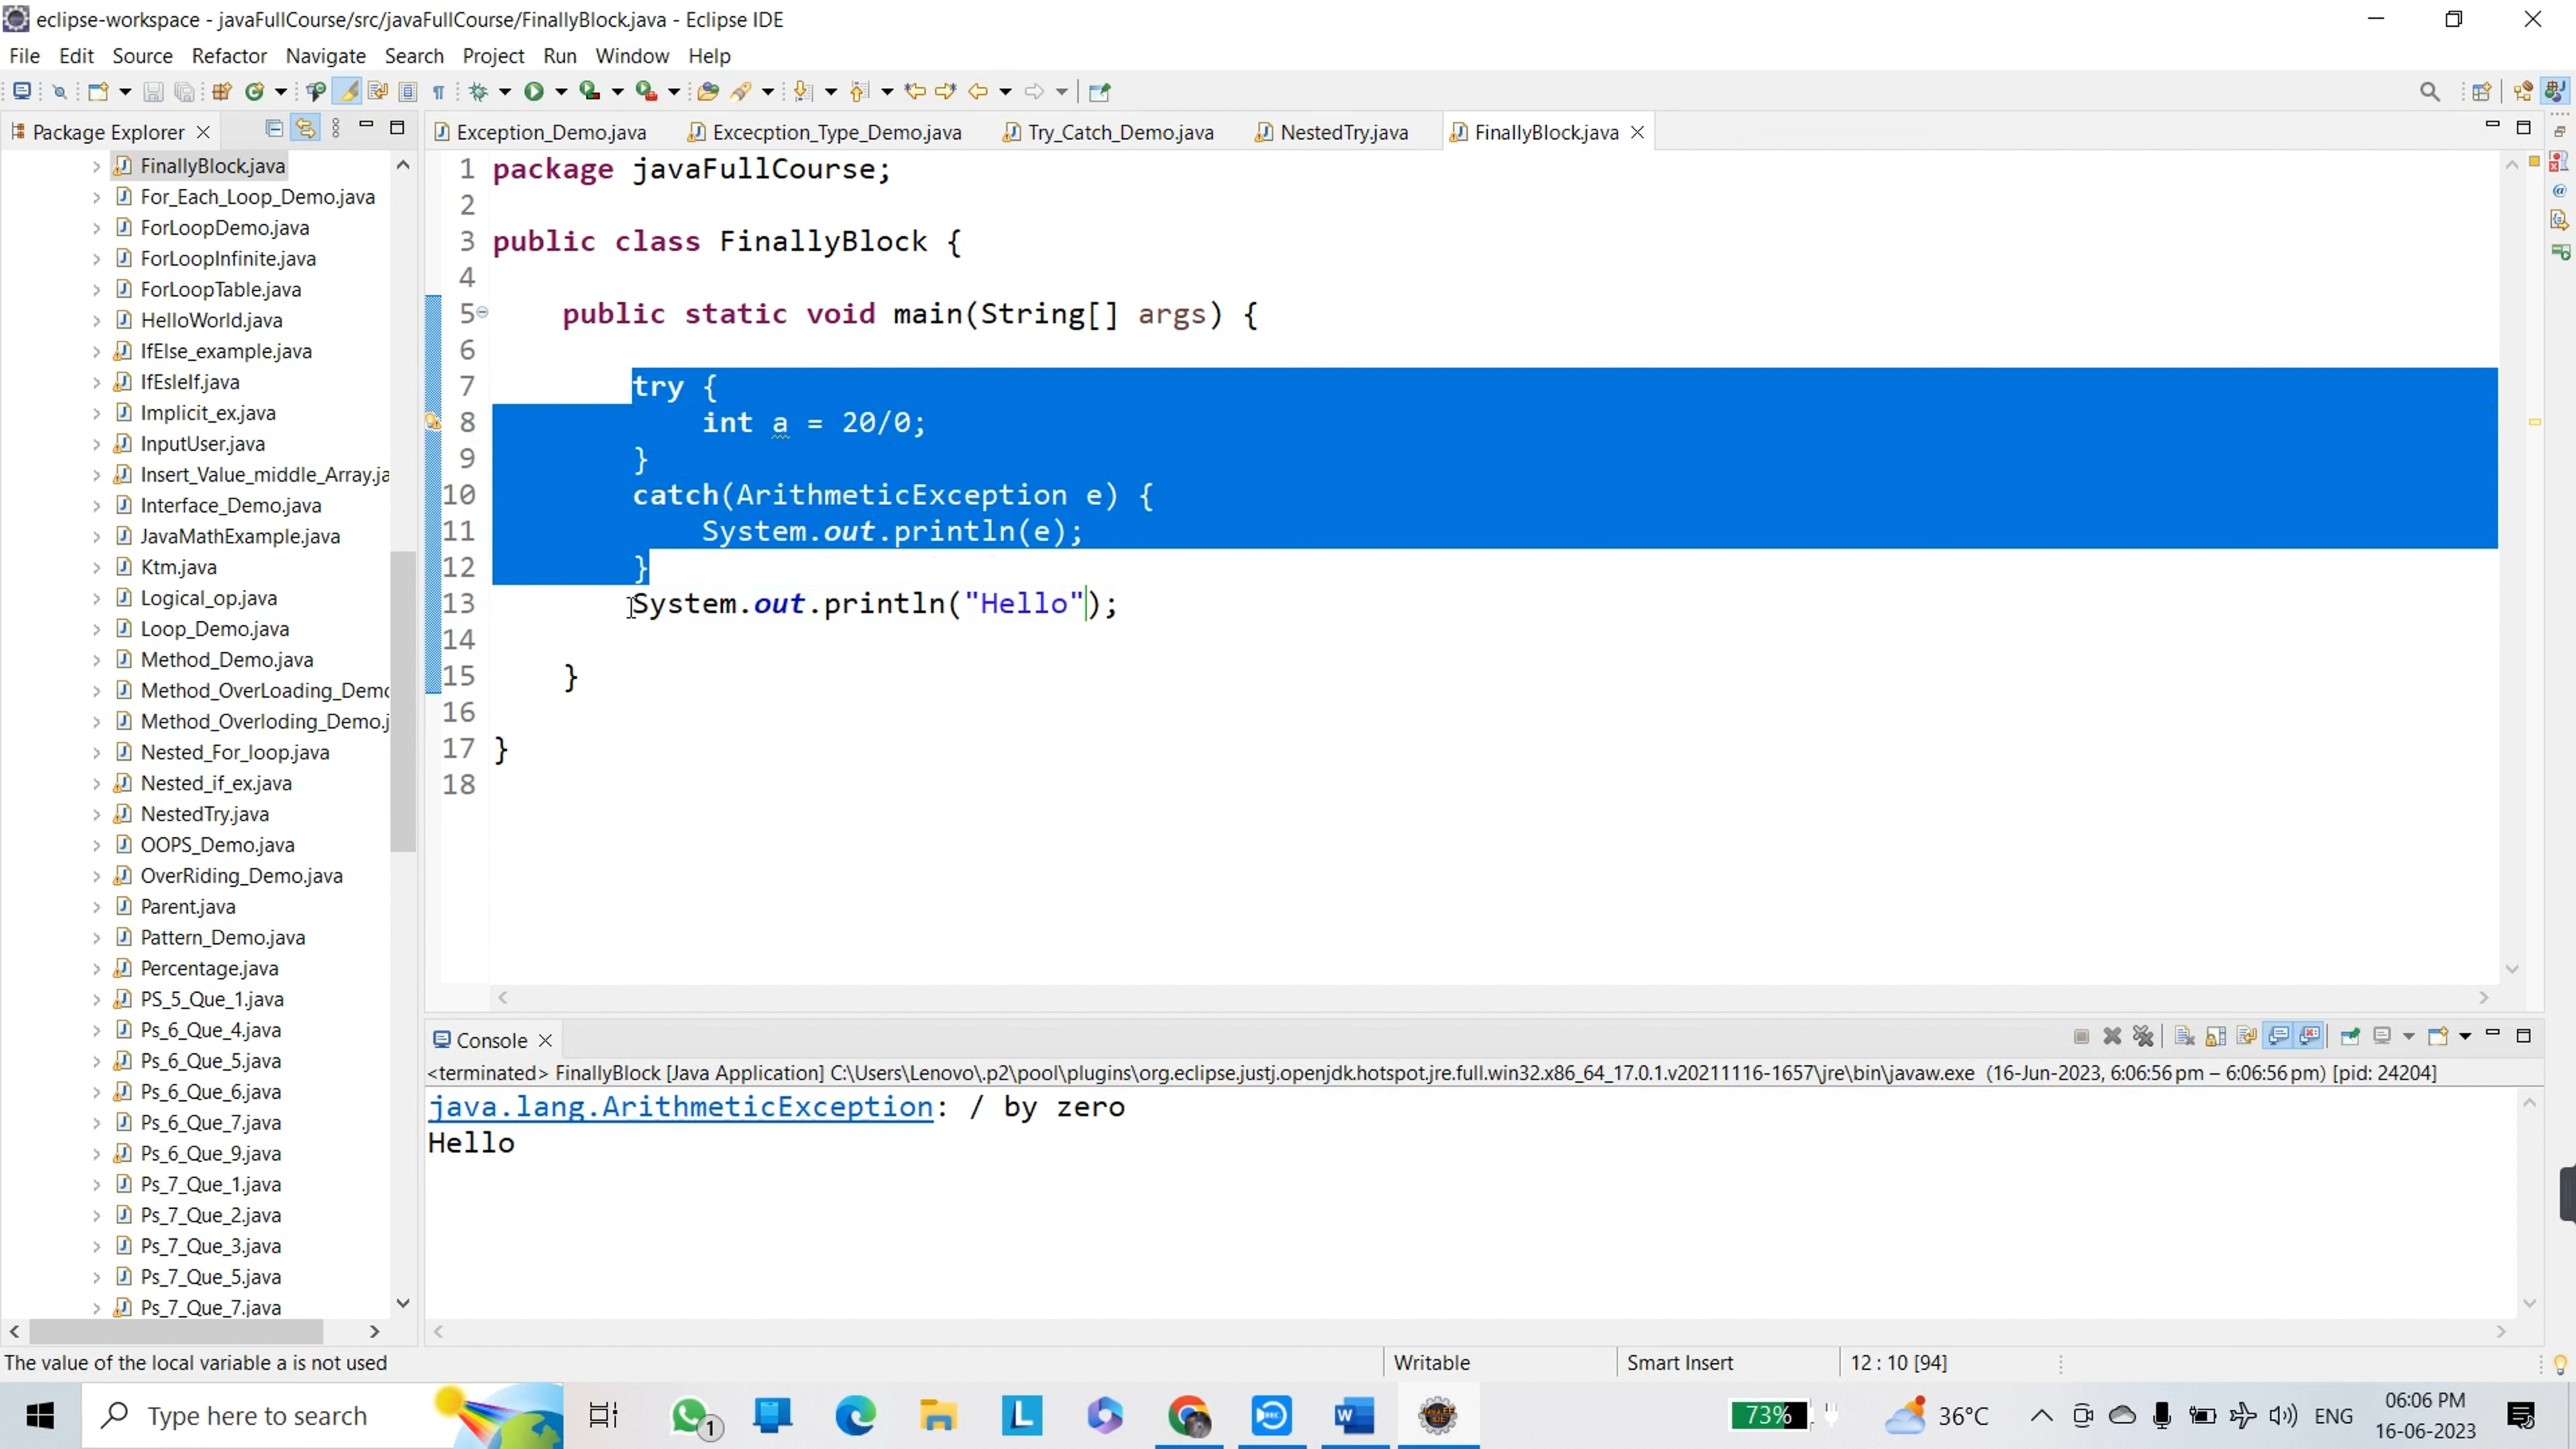 eclipse-workspace - javaFullCourse/src/javaFullCourse/FinallyBlock.java - Eclipse IDE
File Edit Source Refactor Navigate Search Project Run Window Help
Package Explorer
FinallyBlock.java
For_Each_Loop_Demo.java
ForLoopDemo.java
ForLoopInfinite.java
ForLoopTable.java
HelloWorld.java
IfElse_example.java
IfEsleIf.java
Implicit_ex.java
InputUser.java
Insert_Value_middle_Array.ja
Interface_Demo.java
JavaMathExample.java
Ktm.java
Logical_op.java
Loop_Demo.java
Method_Demo.java
Method_OverLoading_Demo
Method_Overloding_Demo.j
Nested_For_loop.java
Nested_if_ex.java
NestedTry.java
OOPS_Demo.java
OverRiding_Demo.java
Parent.java
Pattern_Demo.java
Percentage.java
PS_5_Que_1.java
Ps_6_Que_4.java
Ps_6_Que_5.java
Ps_6_Que_6.java
Ps_6_Que_7.java
Ps_6_Que_9.java
Ps_7_Que_1.java
Ps_7_Que_2.java
Ps_7_Que_3.java
Ps_7_Que_5.java
Ps_7_Que_7.java
Exception_Demo.java Excecption_Type_Demo.java Try_Catch_Demo.java NestedTry.java FinallyBlock.java
1 package javaFullCourse;
2
3 public class FinallyBlock {
4
5 public static void main(String[] args) {
6
7 try {
8 int a = 20/0;
9 }
10 catch(ArithmeticException e) {
11 System.out.println(e);
12 }
13 System.out.println("Hello");
14
15 }
16
17 }
18
Console
<terminated> FinallyBlock [Java Application] C:\Users\Lenovo\.p2\pool\plugins\org.eclipse.justj.openjdk.hotspot.jre.full.win32.x86_64_17.0.1.v20211116-1657\jre\bin\javaw.exe (16-Jun-2023, 6:06:56 pm – 6:06:56 pm) [pid: 24204]
java.lang.ArithmeticException: / by zero
Hello
The value of the local variable a is not used Writable Smart Insert 12 : 10 [94]
Type here to search 1 73% 36°C ENG 06:06 PM
16-06-2023